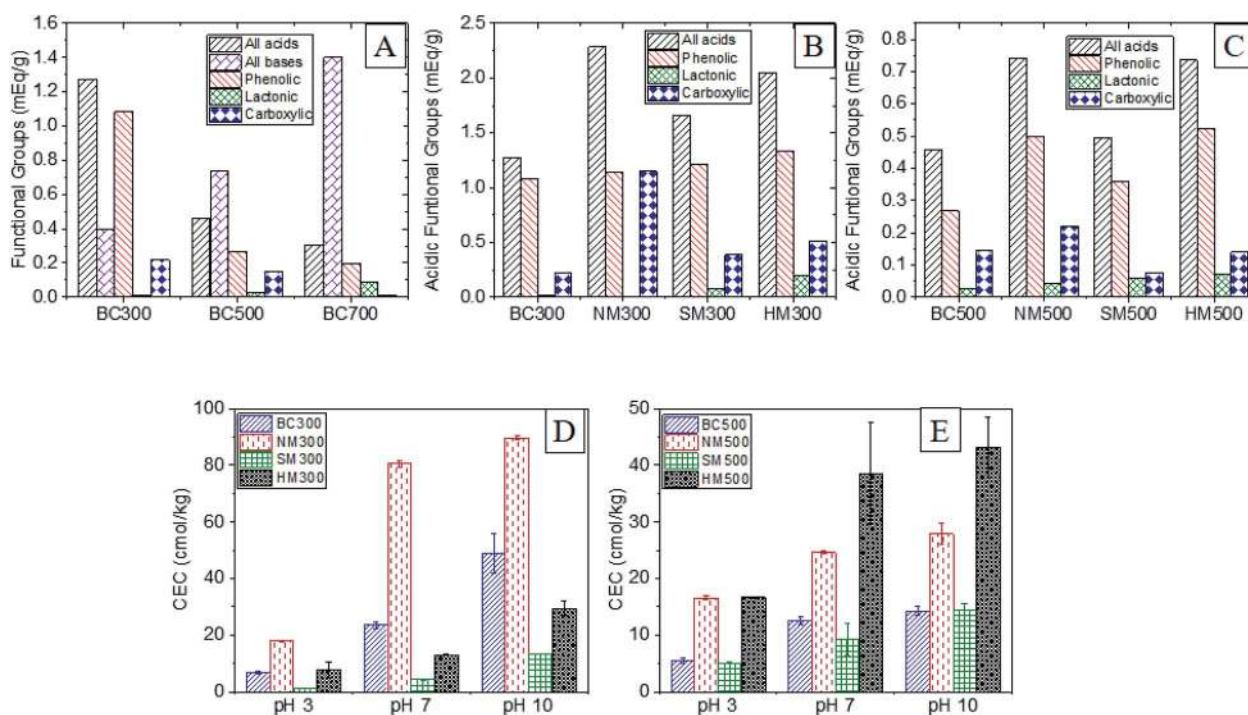 1.6
1.4
1.2
1.0
0.8
0.6
0.4
0.2
0.0
Functional Groups (mEq/g)
All acids
All bases
Phenolic
Lactonic
Carboxylic
A
BC300 BC500 BC700
2.5
2.0
1.5
1.0
0.5
0.0
Acidic Funtional Groups (mEq/g)
All acids
Phenolic
Lactonic
Carboxylic
B
BC300 NM300 SM300 HM300
0.8
0.7
0.6
0.5
0.4
0.3
0.2
0.1
0.0
Acidic Functional Groups (mEq/g)
All acids
Phenolic
Lactonic
Carboxylic
C
BC500 NM500 SM500 HM500
100
80
60
40
20
0
CEC (cmol/kg)
BC300
NM300
SM300
HM300
D
pH 3 pH 7 pH 10
50
40
30
20
10
0
CEC (cmol/kg)
BC500
NM500
SM500
HM500
E
pH 3 pH 7 pH 10